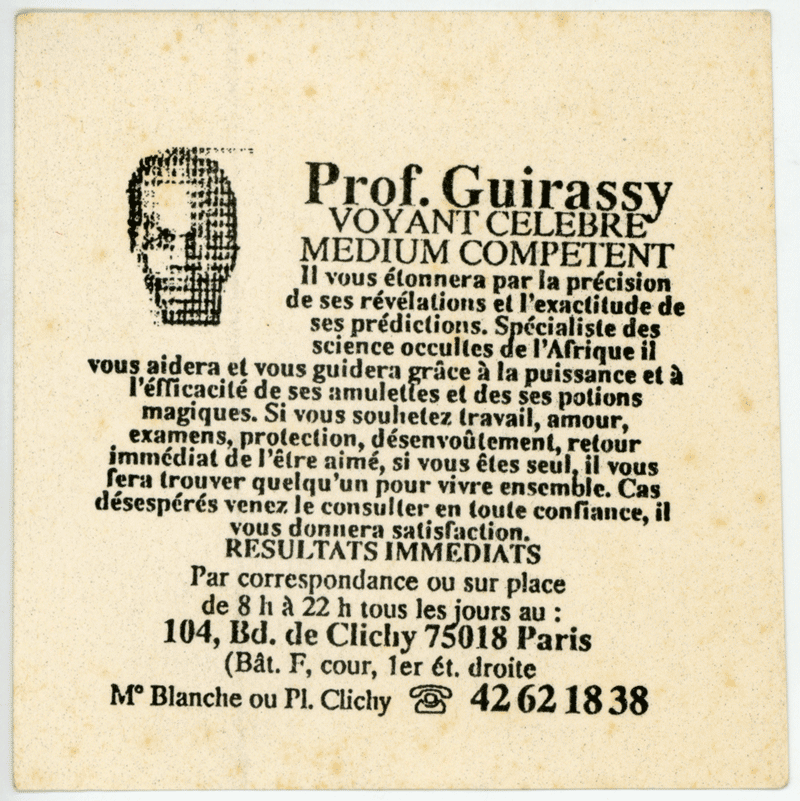 Prof. Guirassy
VOYANT CELEBRE
MEDIUM COMPETENT
Il vous étonnera par la précision
de ses révélations et l'exactitude de
ses prédictions. Spécialiste des
science occultes de l'Afrique il
vous aidera et vous guidera grâce à la puissance et à
l'éfficacité de ses amulettes et des ses potions
magiques. Si vous souhetez travail, amour,
examens, protection, désenvoûtement, retour
immédiat de l'être aimé, si vous êtes seul, il vous
fera trouver quelqu'un pour vivre ensemble. Cas
désespérés venez le consulter en toute confiance, il
vous donnera satisfaction.
RESULTATS IMMEDIATS
Par correspondance ou sur place
de 8 h à 22 h tous les jours au :
104, Bd. de Clichy 75018 Paris
(Bât. F, cour, 1er ét. droite
M° Blanche ou Pl. Clichy ☏ 42 62 18 38